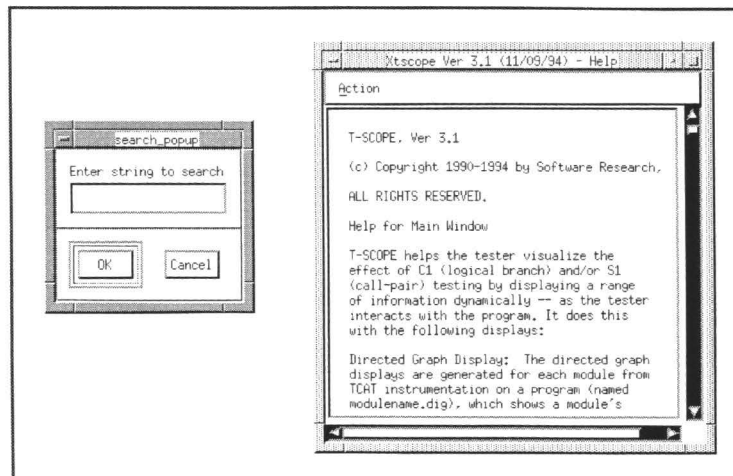 search_popup
Enter string to search
OK
Cancel
Xtscope Ver 3.1 (11/09/94) - Help
Action
T-SCOPE, Ver 3.1
(c) Copyright 1990-1994 by Software Research,
ALL RIGHTS RESERVED.
Help for Main Window
T-SCOPE helps the tester visualize the
effect of C1 (logical branch) and/or S1
(call-pair) testing by displaying a range
of information dynamically -- as the tester
interacts with the program. It does this
with the following displays:
Directed Graph Display:  The directed graph
displays are generated for each module from
TCAT instrumentation on a program (named
modulename.dig), which shows a module's